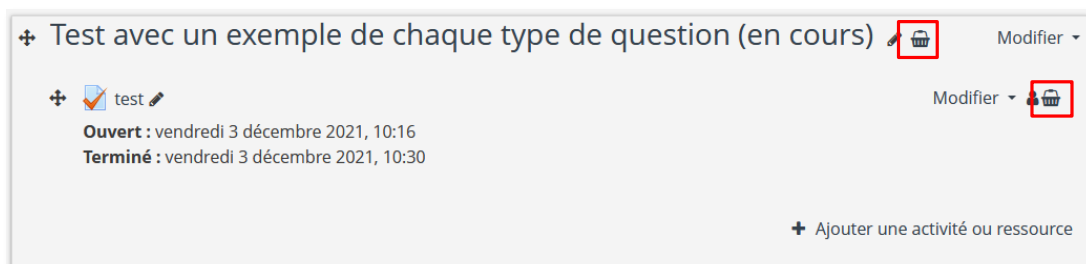 Test avec un exemple de chaque type de question (en cours)
Modifier
test
Modifier
Ouvert : vendredi 3 décembre 2021, 10:16
Terminé : vendredi 3 décembre 2021, 10:30
Ajouter une activité ou ressource